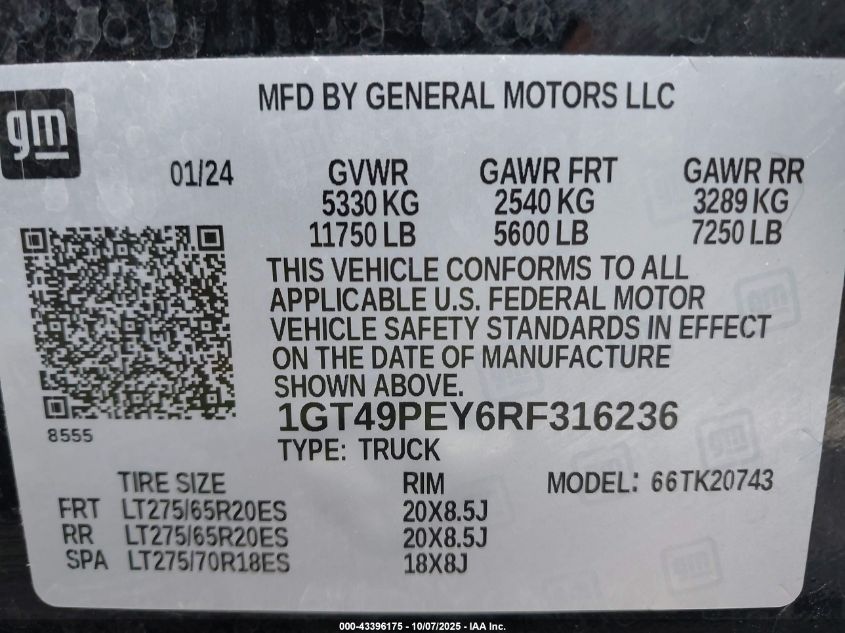 gm
MFD BY GENERAL MOTORS LLC
01/24 GVWR GAWR FRT GAWR RR
5330 KG 2540 KG 3289 KG
11750 LB 5600 LB 7250 LB
THIS VEHICLE CONFORMS TO ALL
APPLICABLE U.S. FEDERAL MOTOR
VEHICLE SAFETY STANDARDS IN EFFECT
ON THE DATE OF MANUFACTURE
SHOWN ABOVE.
1GT49PEY6RF316236
8555
TYPE: TRUCK
TIRE SIZE RIM MODEL: 66TK20743
FRT LT275/65R20ES 20X8.5J
RR LT275/65R20ES 20X8.5J
SPA LT275/70R18ES 18X8J
000-43396175 - 10/07/2025 - IAA Inc.